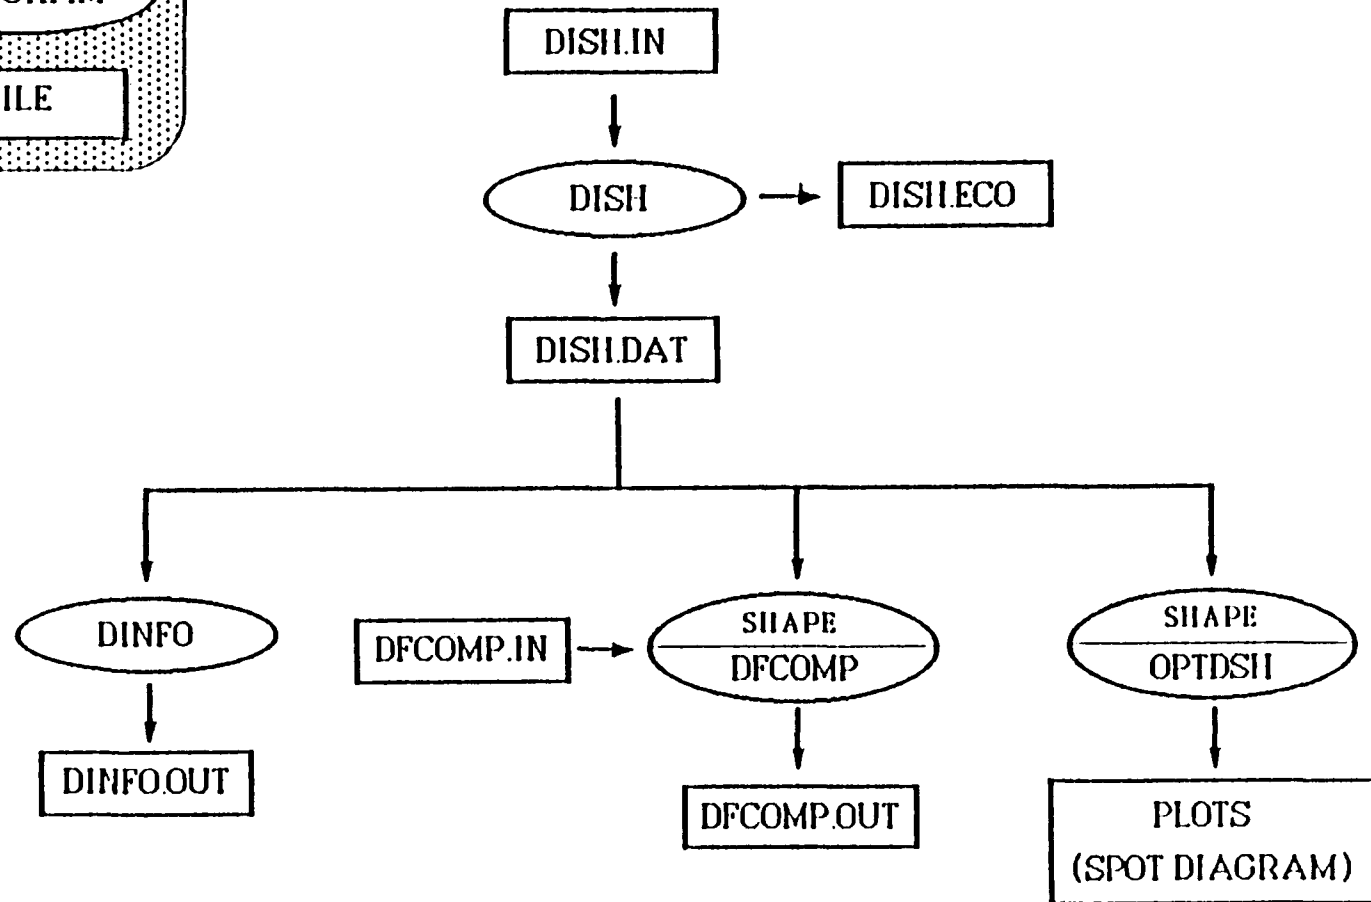 ILE
DISH.IN
DISH
DISH.ECO
DISH.DAT
DINFO
DFCOMP.IN
SHAPE
DFCOMP
SHAPE
OPTDSH
DINFO.OUT
DFCOMP.OUT
PLOTS
(SPOT DIAGRAM)